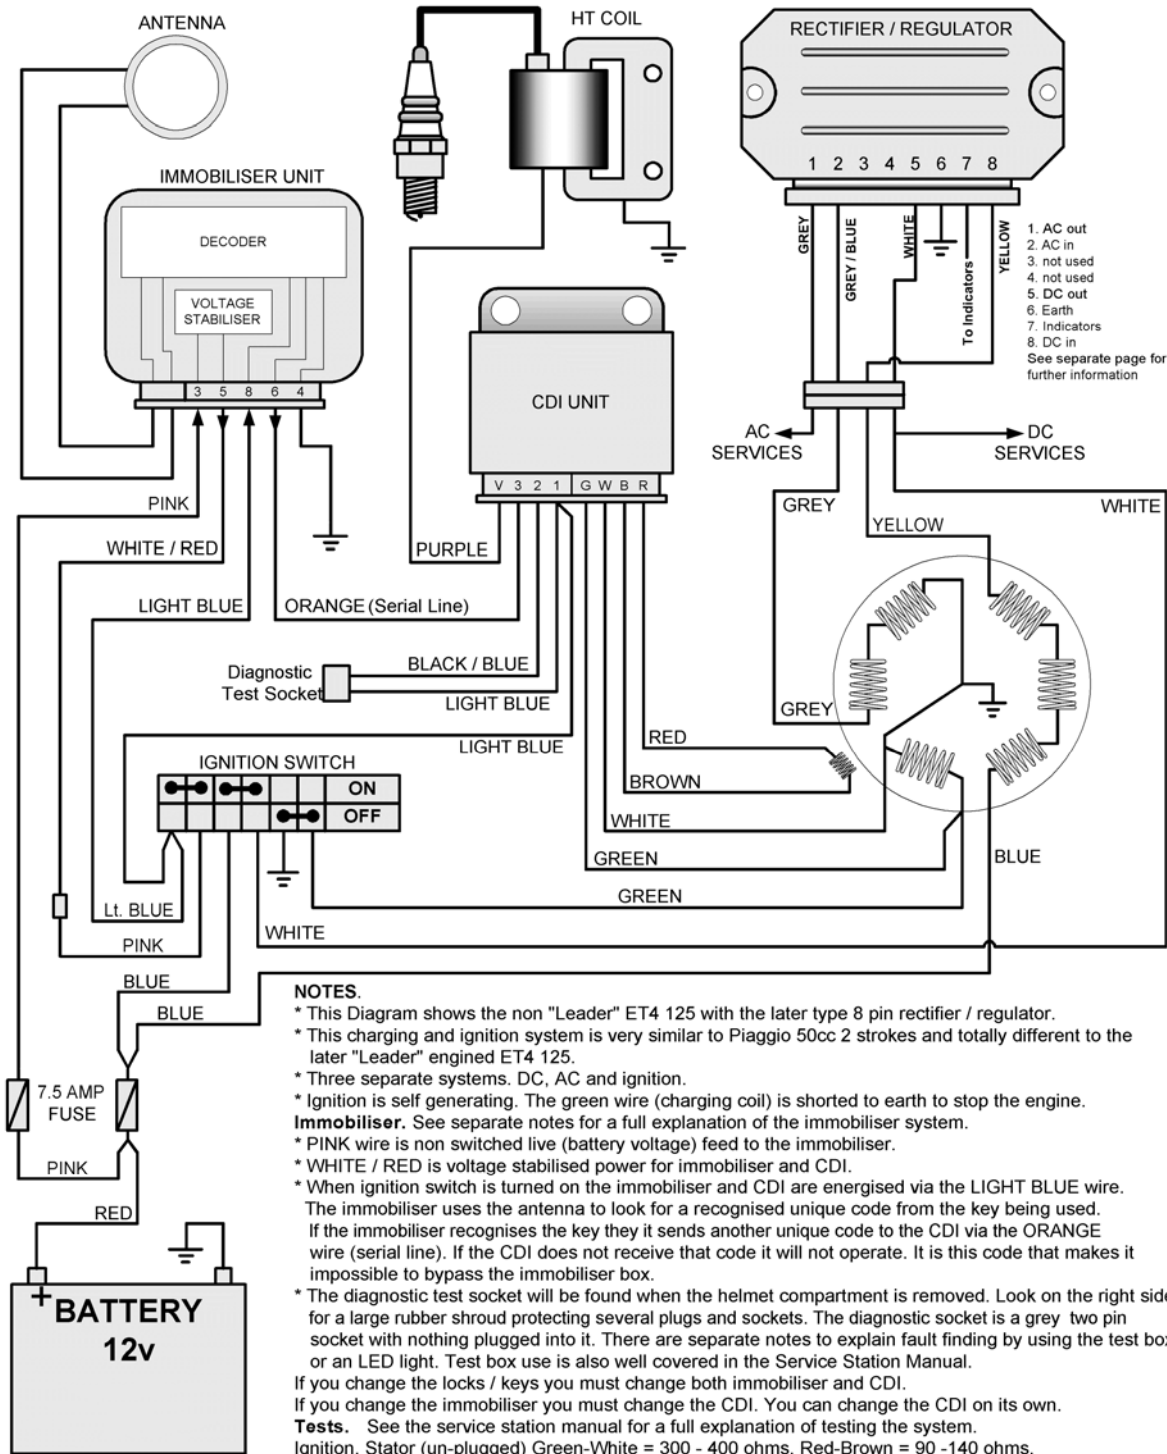 ANTENNA
HT COIL
RECTIFIER / REGULATOR
1 2 3 4 5 6 7 8
GREY
GREY / BLUE
WHITE
To Indicators
YELLOW
1. AC out
2. AC in
3. not used
4. not used
5. DC out
6. Earth
7. Indicators
8. DC in
See separate page for
further information
IMMOBILISER UNIT
DECODER
VOLTAGE
STABILISER
3 5 8 6 4
CDI UNIT
V 3 2 1 G W B R
AC
SERVICES
DC
SERVICES
PINK
WHITE / RED
LIGHT BLUE
ORANGE (Serial Line)
PURPLE
GREY
YELLOW
WHITE
Diagnostic
Test Socket
BLACK / BLUE
LIGHT BLUE
LIGHT BLUE
GREY
RED
BROWN
WHITE
GREEN
GREEN
BLUE
IGNITION SWITCH
ON
OFF
Lt. BLUE
PINK
WHITE
BLUE
BLUE
7.5 AMP
FUSE
PINK
RED
+
BATTERY
12v
NOTES.
* This Diagram shows the non "Leader" ET4 125 with the later type 8 pin rectifier / regulator.
* This charging and ignition system is very similar to Piaggio 50cc 2 strokes and totally different to the
later "Leader" engined ET4 125.
* Three separate systems. DC, AC and ignition.
* Ignition is self generating. The green wire (charging coil) is shorted to earth to stop the engine.
Immobiliser. See separate notes for a full explanation of the immobiliser system.
* PINK wire is non switched live (battery voltage) feed to the immobiliser.
* WHITE / RED is voltage stabilised power for immobiliser and CDI.
* When ignition switch is turned on the immobiliser and CDI are energised via the LIGHT BLUE wire.
The immobiliser uses the antenna to look for a recognised unique code from the key being used.
If the immobiliser recognises the key they it sends another unique code to the CDI via the ORANGE
wire (serial line). If the CDI does not receive that code it will not operate. It is this code that makes it
impossible to bypass the immobiliser box.
* The diagnostic test socket will be found when the helmet compartment is removed. Look on the right side
for a large rubber shroud protecting several plugs and sockets. The diagnostic socket is a grey two pin
socket with nothing plugged into it. There are separate notes to explain fault finding by using the test box
or an LED light. Test box use is also well covered in the Service Station Manual.
If you change the locks / keys you must change both immobiliser and CDI.
If you change the immobiliser you must change the CDI. You can change the CDI on its own.
Tests. See the service station manual for a full explanation of testing the system.
Ignition. Stator (un-plugged) Green-White = 300 - 400 ohms. Red-Brown = 90 -140 ohms.